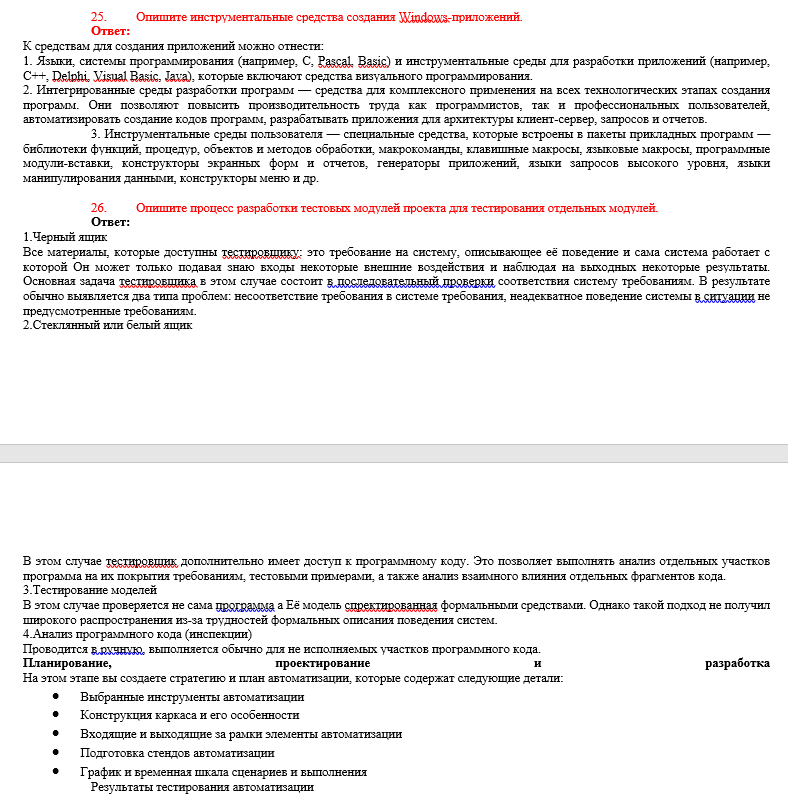 25. Опишите инструментальные средства создания Windows-приложений.
Ответ:
К средствам для создания приложений можно отнести:
1. Языки, системы программирования (например, C, Pascal, Basic) и инструментальные среды для разработки приложений (например,
C++, Delphi, Visual Basic, Java), которые включают средства визуального программирования.
2. Интегрированные среды разработки программ — средства для комплексного применения на всех технологических этапах создания
программ. Они позволяют повысить производительность труда как программистов, так и профессиональных пользователей,
автоматизировать создание кодов программ, разрабатывать приложения для архитектуры клиент-сервер, запросов и отчетов.
3. Инструментальные среды пользователя — специальные средства, которые встроены в пакеты прикладных программ —
библиотеки функций, процедур, объектов и методов обработки, макрокоманды, клавишные макросы, языковые макросы, программные
модули-вставки, конструкторы экранных форм и отчетов, генераторы приложений, языки запросов высокого уровня, языки
манипулирования данными, конструкторы меню и др.
26. Опишите процесс разработки тестовых модулей проекта для тестирования отдельных модулей.
Ответ:
1.Черный ящик
Все материалы, которые доступны тестировшику: это требование на систему, описывающее её поведение и сама система работает с
которой Он может только подавая знаю входы некоторые внешние воздействия и наблюдая на выходных некоторые результаты.
Основная задача тестировшика в этом случае состоит в последовательный проверки соответствия систему требованиям. В результате
обычно выявляется два типа проблем: несоответствие требования в системе требования, неадекватное поведение системы в ситуации не
предусмотренные требованиям.
2.Стеклянный или белый ящик
В этом случае тестировшик дополнительно имеет доступ к программному коду. Это позволяет выполнять анализ отдельных участков
программа на их покрытия требованиям, тестовыми примерами, а также анализ взаимного влияния отдельных фрагментов кода.
3.Тестирование моделей
В этом случае проверяется не сама программа а Её модель спректированная формальными средствами. Однако такой подход не получил
широкого распространения из-за трудностей формальных описания поведения систем.
4.Анализ программного кода (инспекции)
Проводится в ручную, выполняется обычно для не исполняемых участков программного кода.
Планирование, проектирование и разработка
На этом этапе вы создаете стратегию и план автоматизации, которые содержат следующие детали:
● Выбранные инструменты автоматизации
● Конструкция каркаса и его особенности
● Входящие и выходящие за рамки элементы автоматизации
● Подготовка стендов автоматизации
● График и временная шкала сценариев и выполнения
Результаты тестирования автоматизации